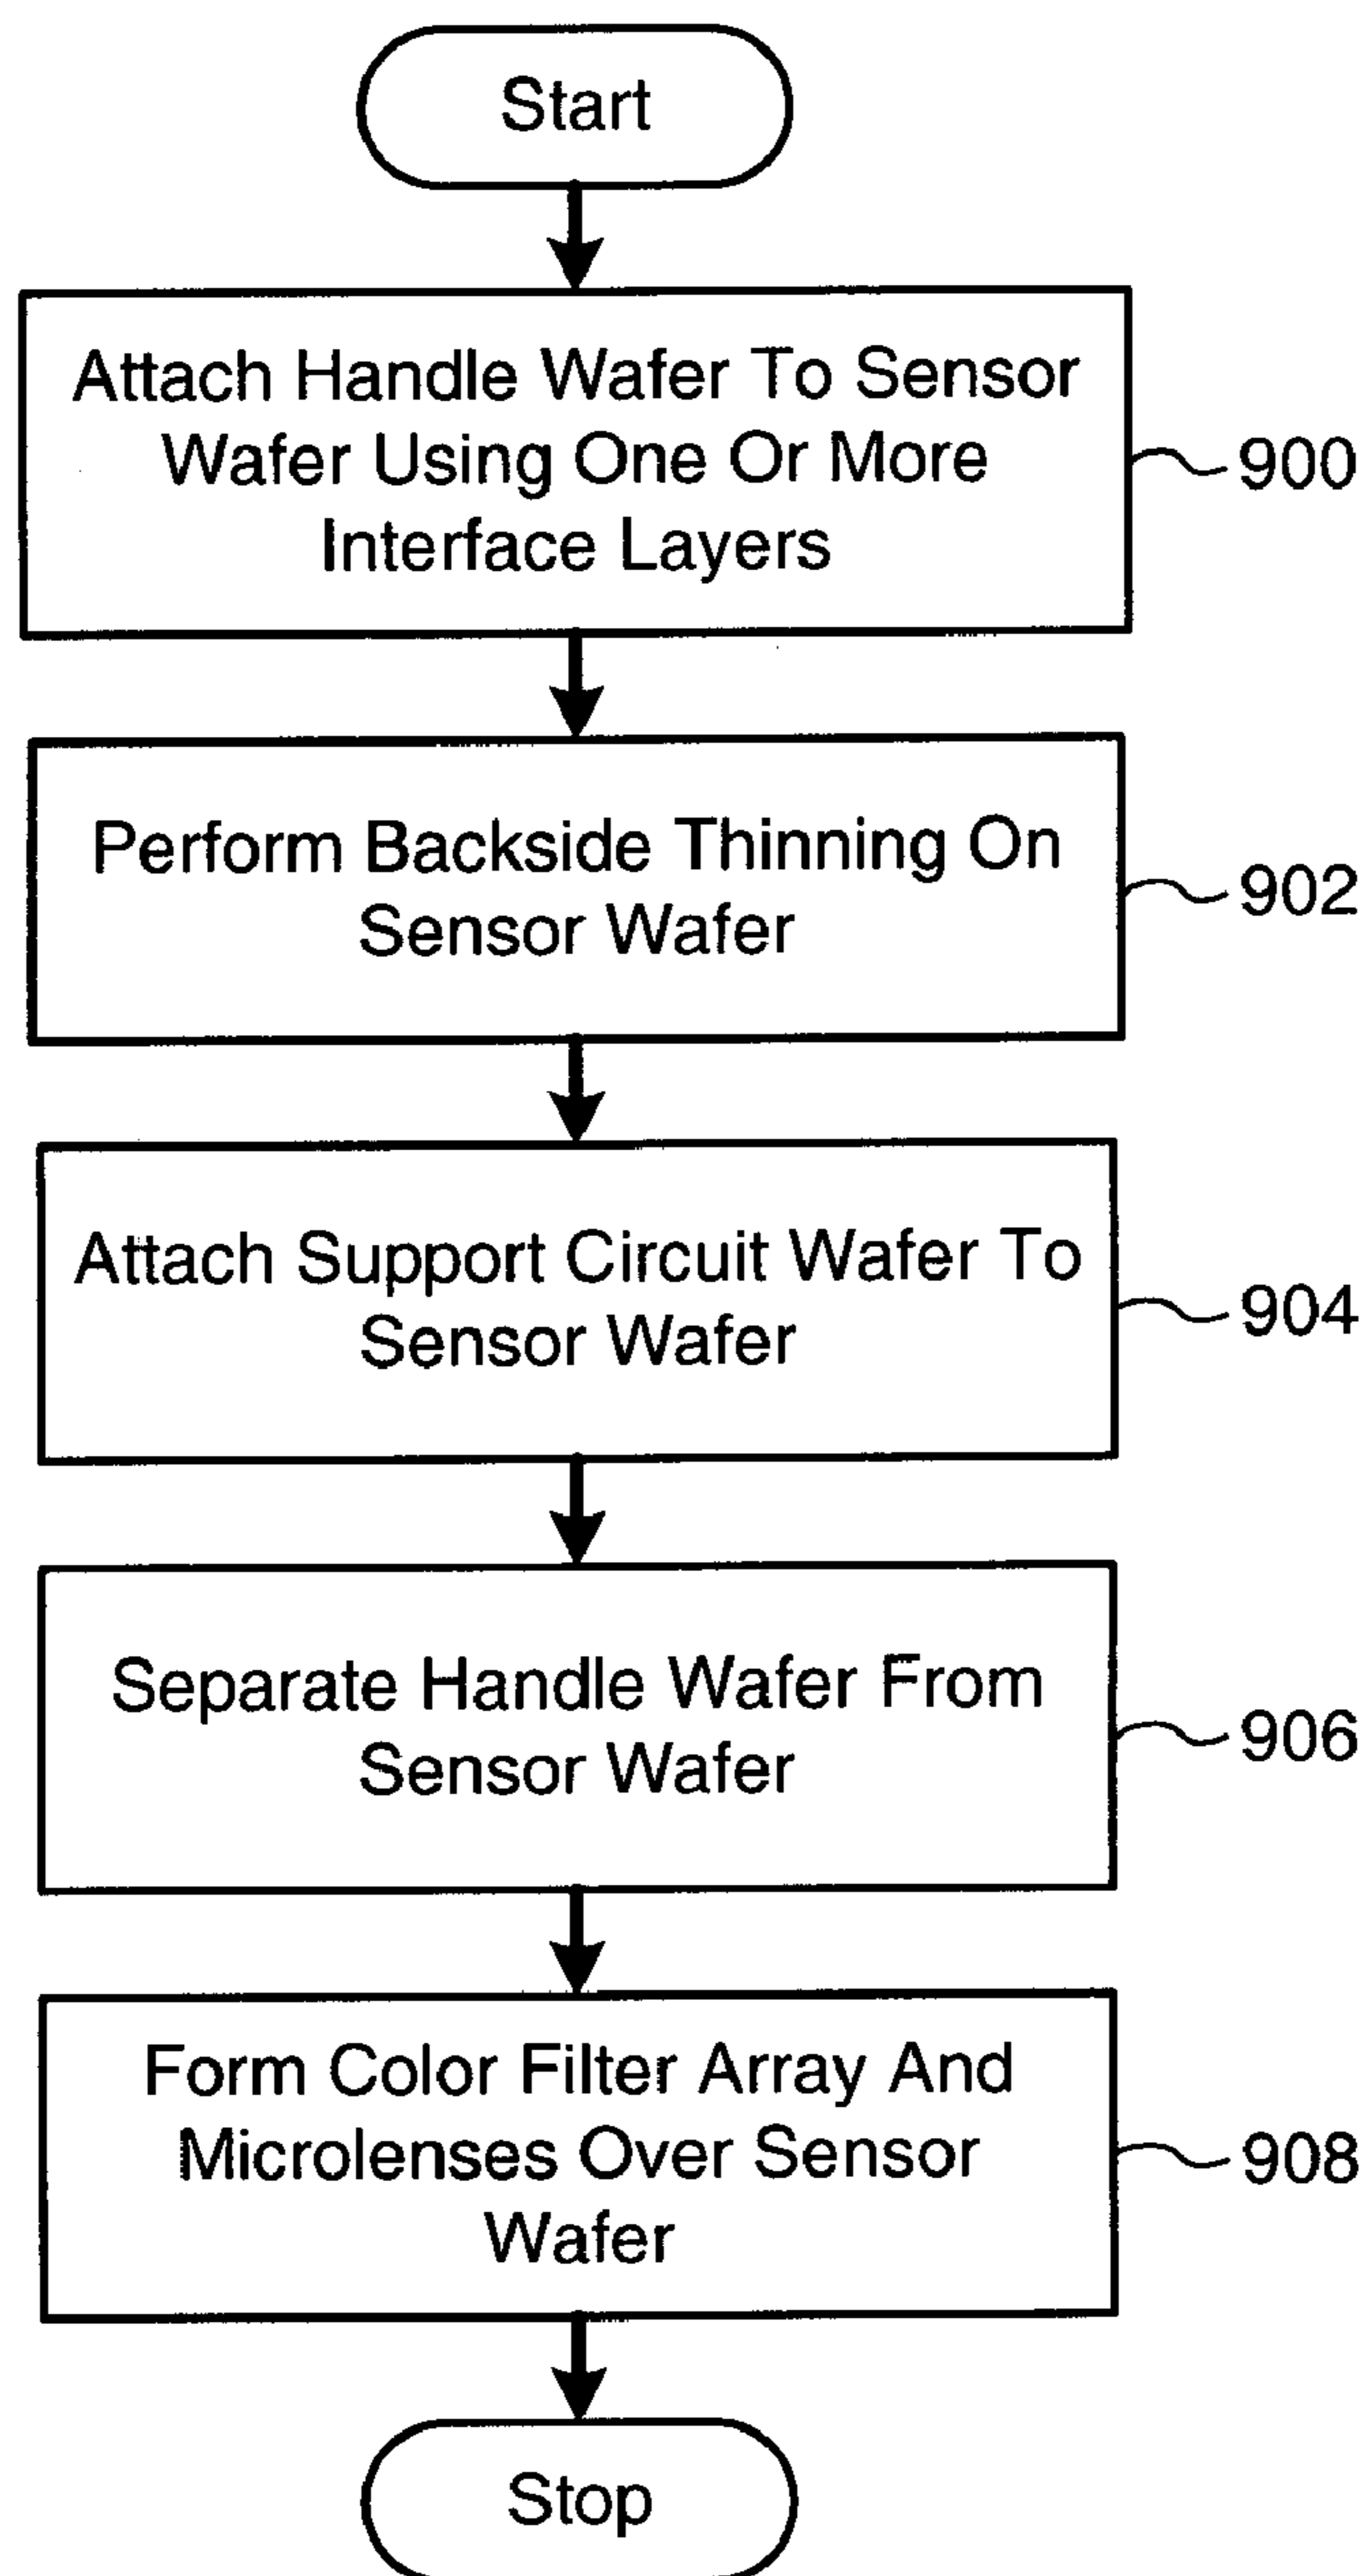 Start
Attach Handle Wafer To Sensor
Wafer Using One Or More
Interface Layers
900
Perform Backside Thinning On
Sensor Wafer
902
Attach Support Circuit Wafer To
Sensor Wafer
904
Separate Handle Wafer From
Sensor Wafer
906
Form Color Filter Array And
Microlenses Over Sensor
Wafer
908
Stop